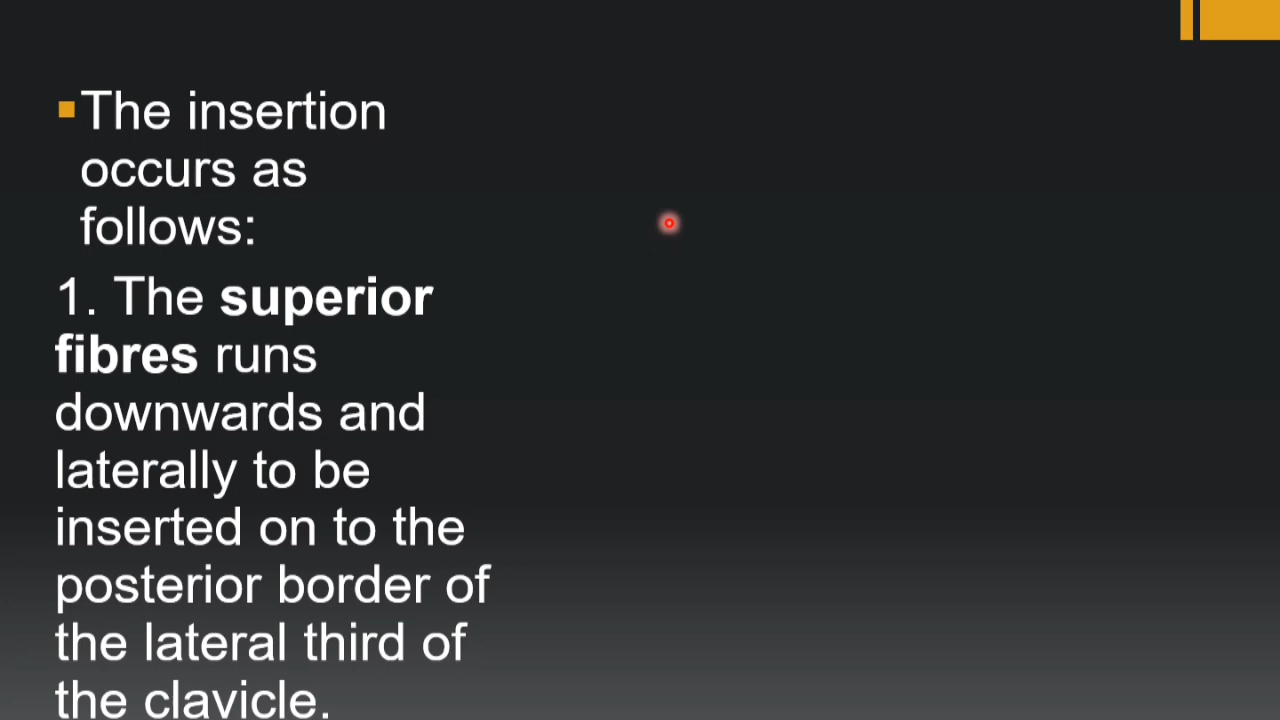 The insertion
occurs as
follows:
1. The superior
fibres runs
downwards and
laterally to be
inserted on to the
posterior border of
the lateral third of
the clavicle.